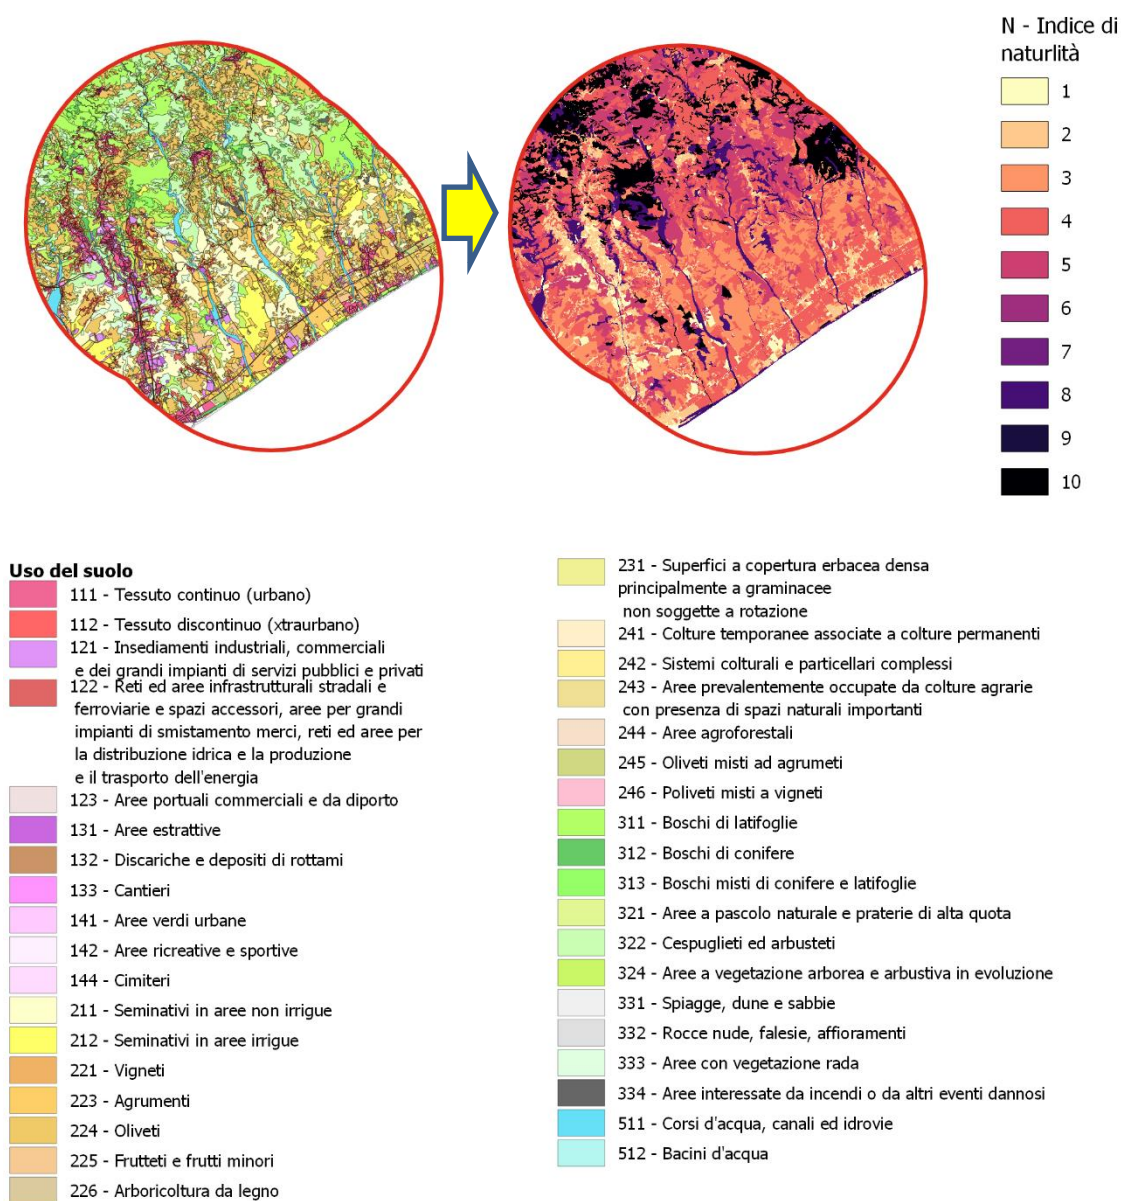 N - Indice di
naturlità
1
2
3
4
5
6
7
8
9
10
Uso del suolo
111 - Tessuto continuo (urbano)
112 - Tessuto discontinuo (xtraurbano)
121 - Insediamenti industriali, commerciali
e dei grandi impianti di servizi pubblici e privati
122 - Reti ed aree infrastrutturali stradali e
ferroviarie e spazi accessori, aree per grandi
impianti di smistamento merci, reti ed aree per
la distribuzione idrica e la produzione
e il trasporto dell'energia
123 - Aree portuali commerciali e da diporto
131 - Aree estrattive
132 - Discariche e depositi di rottami
133 - Cantieri
141 - Aree verdi urbane
142 - Aree ricreative e sportive
144 - Cimiteri
211 - Seminativi in aree non irrigue
212 - Seminativi in aree irrigue
221 - Vigneti
223 - Agrumenti
224 - Oliveti
225 - Frutteti e frutti minori
226 - Arboricoltura da legno
231 - Superfici a copertura erbacea densa
principalmente a graminacee
non soggette a rotazione
241 - Colture temporanee associate a colture permanenti
242 - Sistemi colturali e particellari complessi
243 - Aree prevalentemente occupate da colture agrarie
con presenza di spazi naturali importanti
244 - Aree agroforestali
245 - Oliveti misti ad agrumeti
246 - Poliveti misti a vigneti
311 - Boschi di latifoglie
312 - Boschi di conifere
313 - Boschi misti di conifere e latifoglie
321 - Aree a pascolo naturale e praterie di alta quota
322 - Cespuglieti ed arbusteti
324 - Aree a vegetazione arborea e arbustiva in evoluzione
331 - Spiagge, dune e sabbie
332 - Rocce nude, falesie, affioramenti
333 - Aree con vegetazione rada
334 - Aree interessate da incendi o da altri eventi dannosi
511 - Corsi d'acqua, canali ed idrovie
512 - Bacini d'acqua